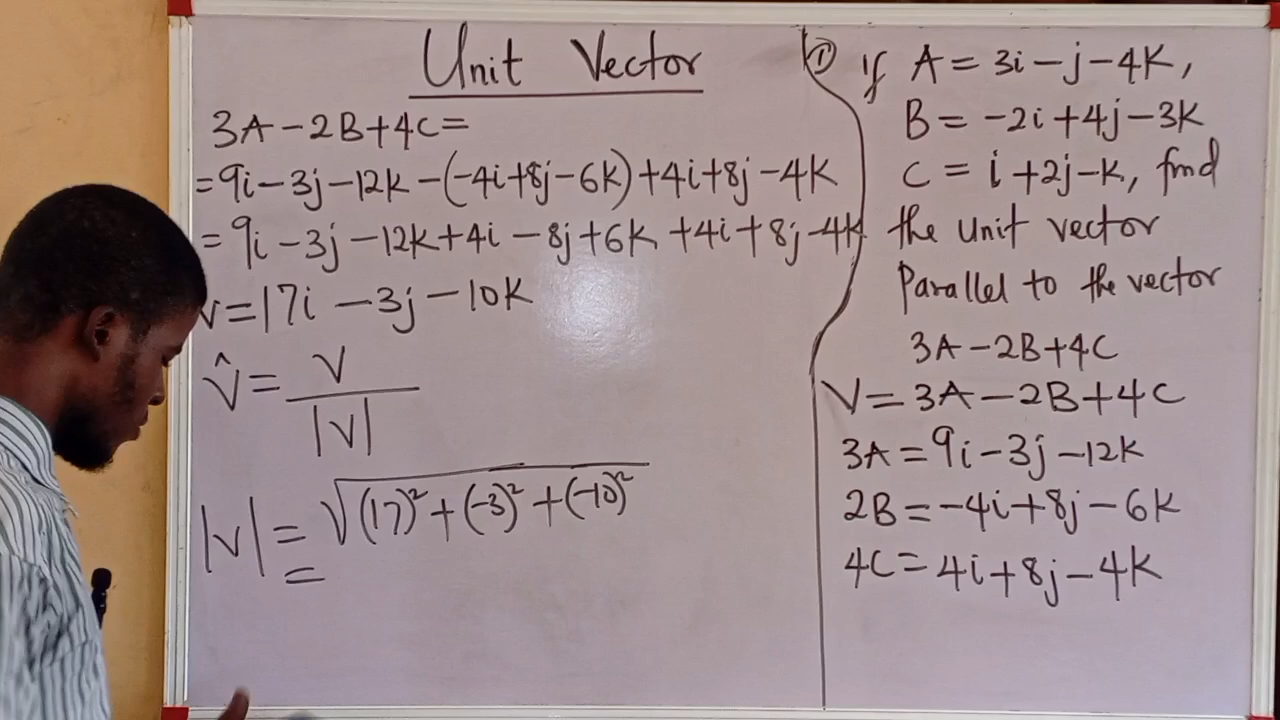 Unit Vector
3A-2B+4C=
=9i-3j-12k-(-4i+8j-6k)+4i+8j-4k
=9i-3j-12k+4i-8j+6k+4i+8j-4k
v=17i-3j-10k
v̂=V/|V|
|v|=√(17)²+(-3)²+(-10)²
=
① If A=3i-j-4k,
B=-2i+4j-3k
C=i+2j-k, find
the Unit vector
Parallel to the vector
3A-2B+4C
V=3A-2B+4C
3A=9i-3j-12k
2B=-4i+8j-6k
4C=4i+8j-4k